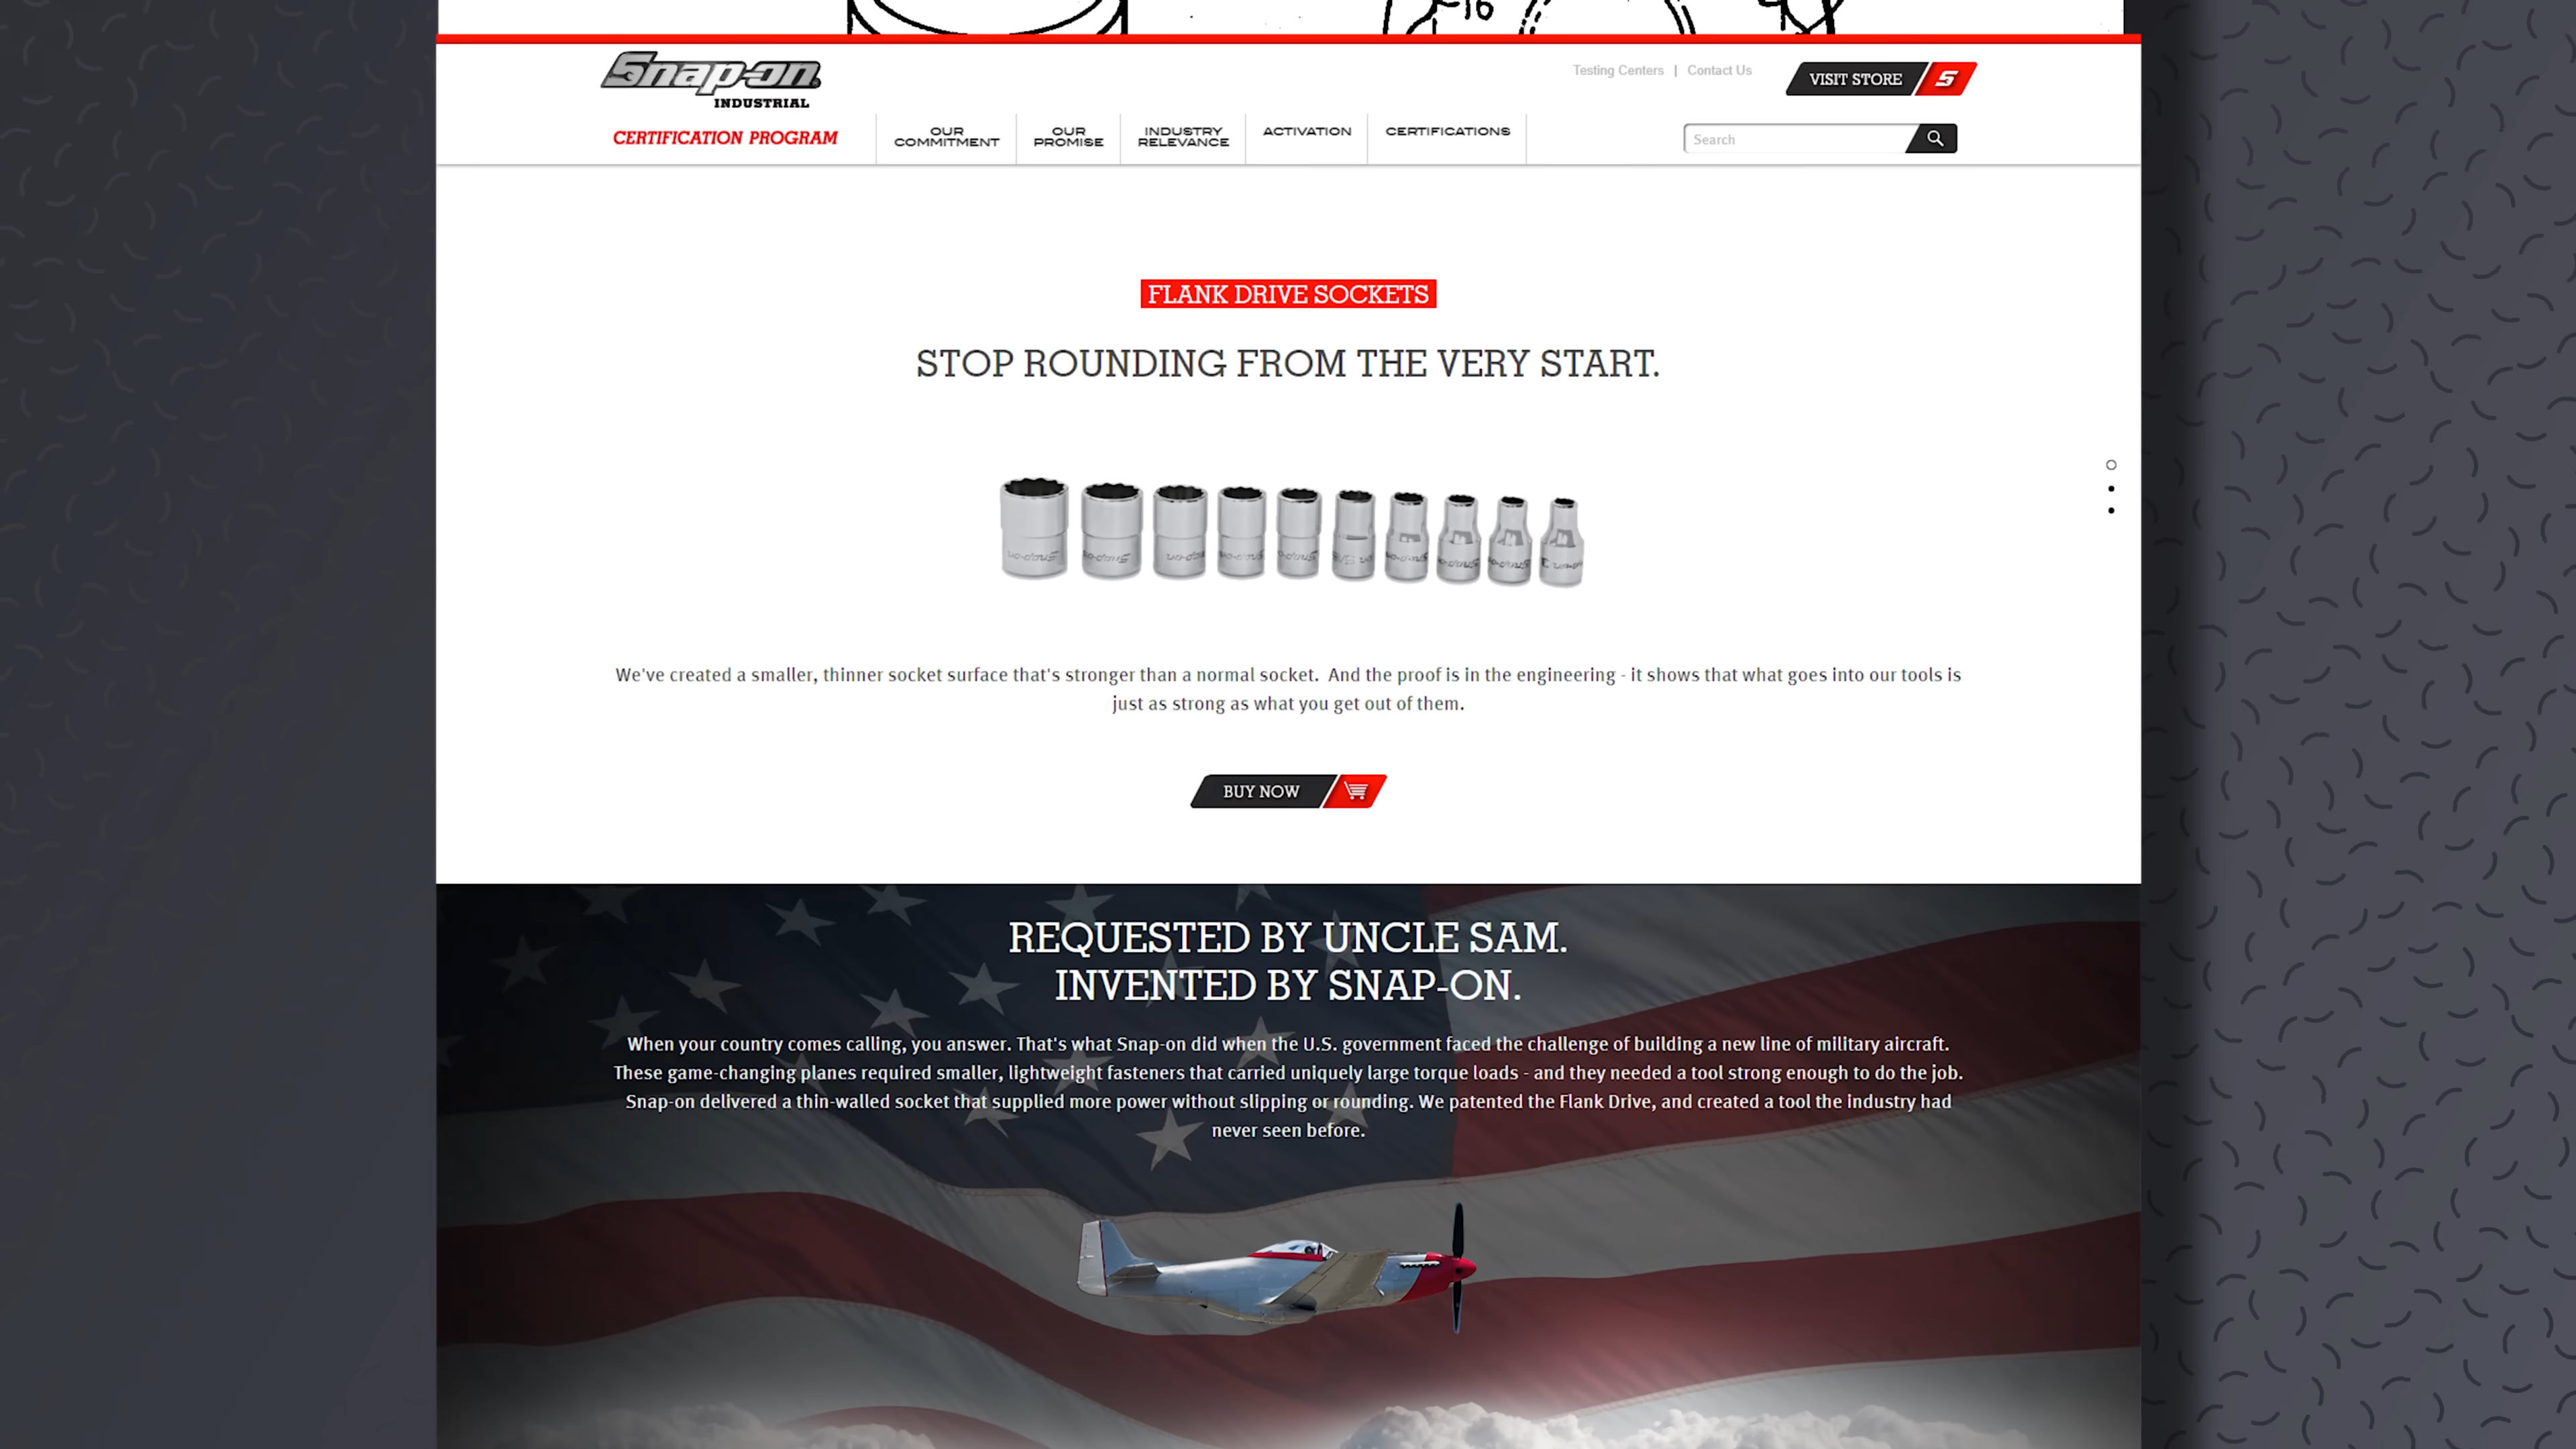 16
Snap-on
INDUSTRIAL
CERTIFICATION PROGRAM
Testing Centers | Contact Us
VISIT STORE
OUR
COMMITMENT
OUR
PROMISE
INDUSTRY
RELEVANCE
ACTIVATION
CERTIFICATIONS
Search
FLANK DRIVE SOCKETS
STOP ROUNDING FROM THE VERY START.
We've created a smaller, thinner socket surface that's stronger than a normal socket. And the proof is in the engineering - it shows that what goes into our tools is
just as strong as what you get out of them.
BUY NOW
REQUESTED BY UNCLE SAM.
INVENTED BY SNAP-ON.
When your country comes calling, you answer. That's what Snap-on did when the U.S. government faced the challenge of building a new line of military aircraft.
These game-changing planes required smaller, lightweight fasteners that carried uniquely large torque loads - and they needed a tool strong enough to do the job.
Snap-on delivered a thin-walled socket that supplied more power without slipping or rounding. We patented the Flank Drive, and created a tool the industry had
never seen before.